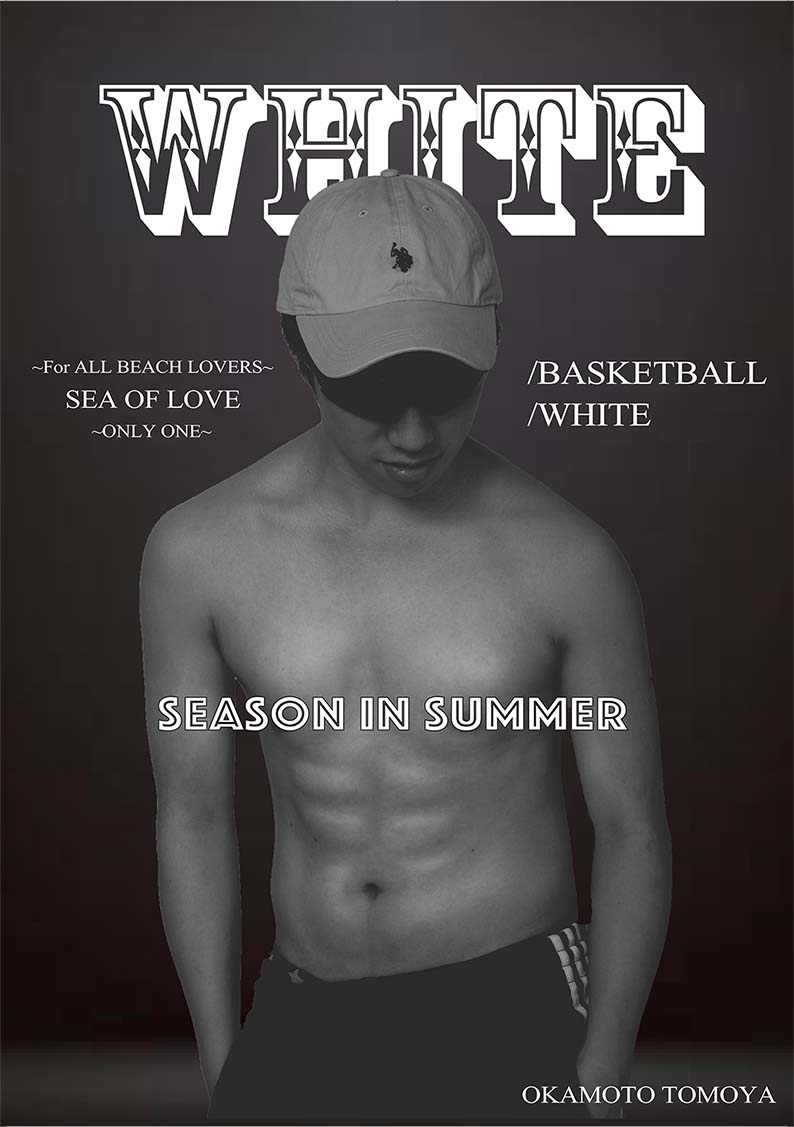 WHITE
~For ALL BEACH LOVERS~
SEA OF LOVE
~ONLY ONE~
/BASKETBALL
/WHITE
SEASON IN SUMMER
OKAMOTO TOMOYA